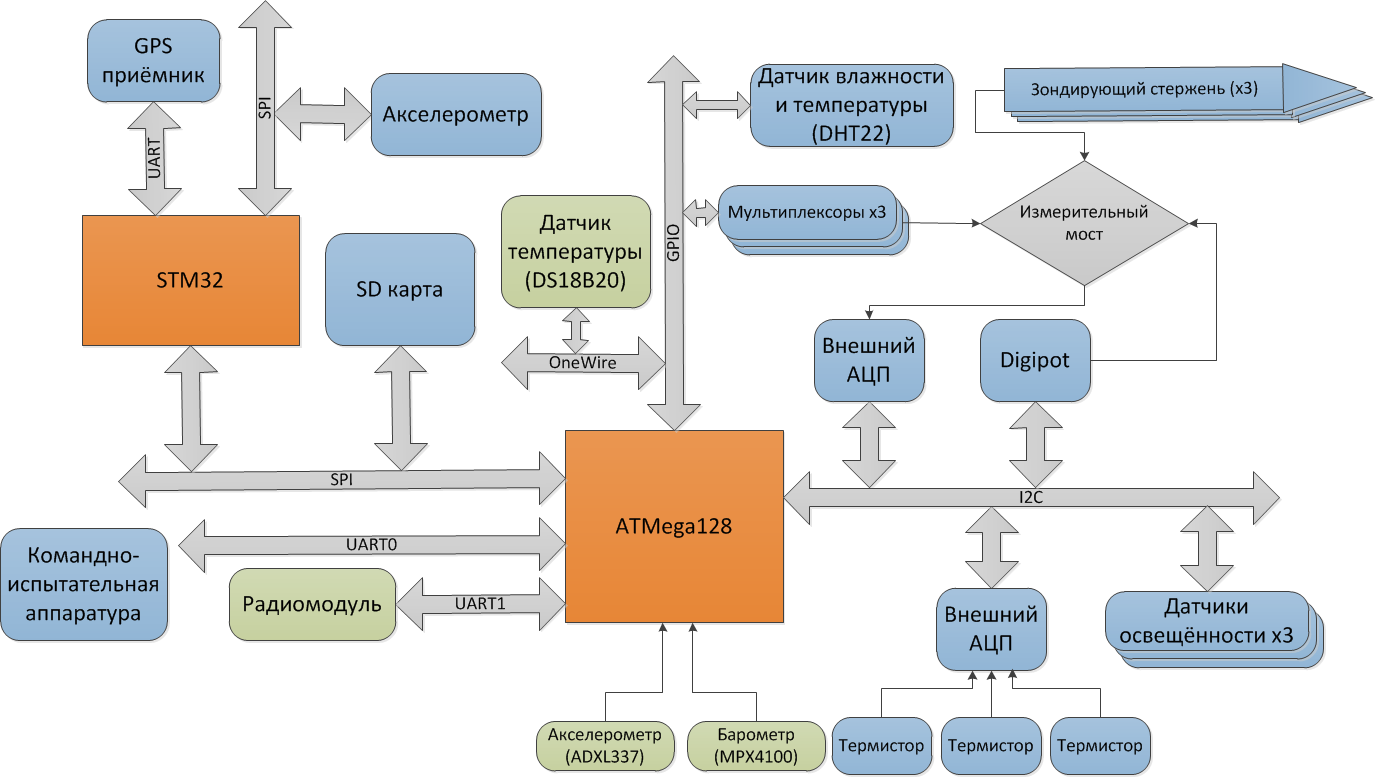 GPS
приёмник
SPI
UART
Акселерометр
Датчик влажности
и температуры
(DHT22)
Зондирующий стержень (x3)
Мультиплексоры x3
Измерительный
мост
Датчик
температуры
(DS18B20)
GPIO
STM32
SD карта
OneWire
Внешний
АЦП
Digipot
SPI
I2C
ATMega128
UART0
Командно-
испытательная
аппаратура
Радиомодуль
UART1
Внешний
АЦП
Датчики
освещённости x3
Акселерометр
(ADXL337)
Барометр
(MPX4100)
Термистор
Термистор
Термистор